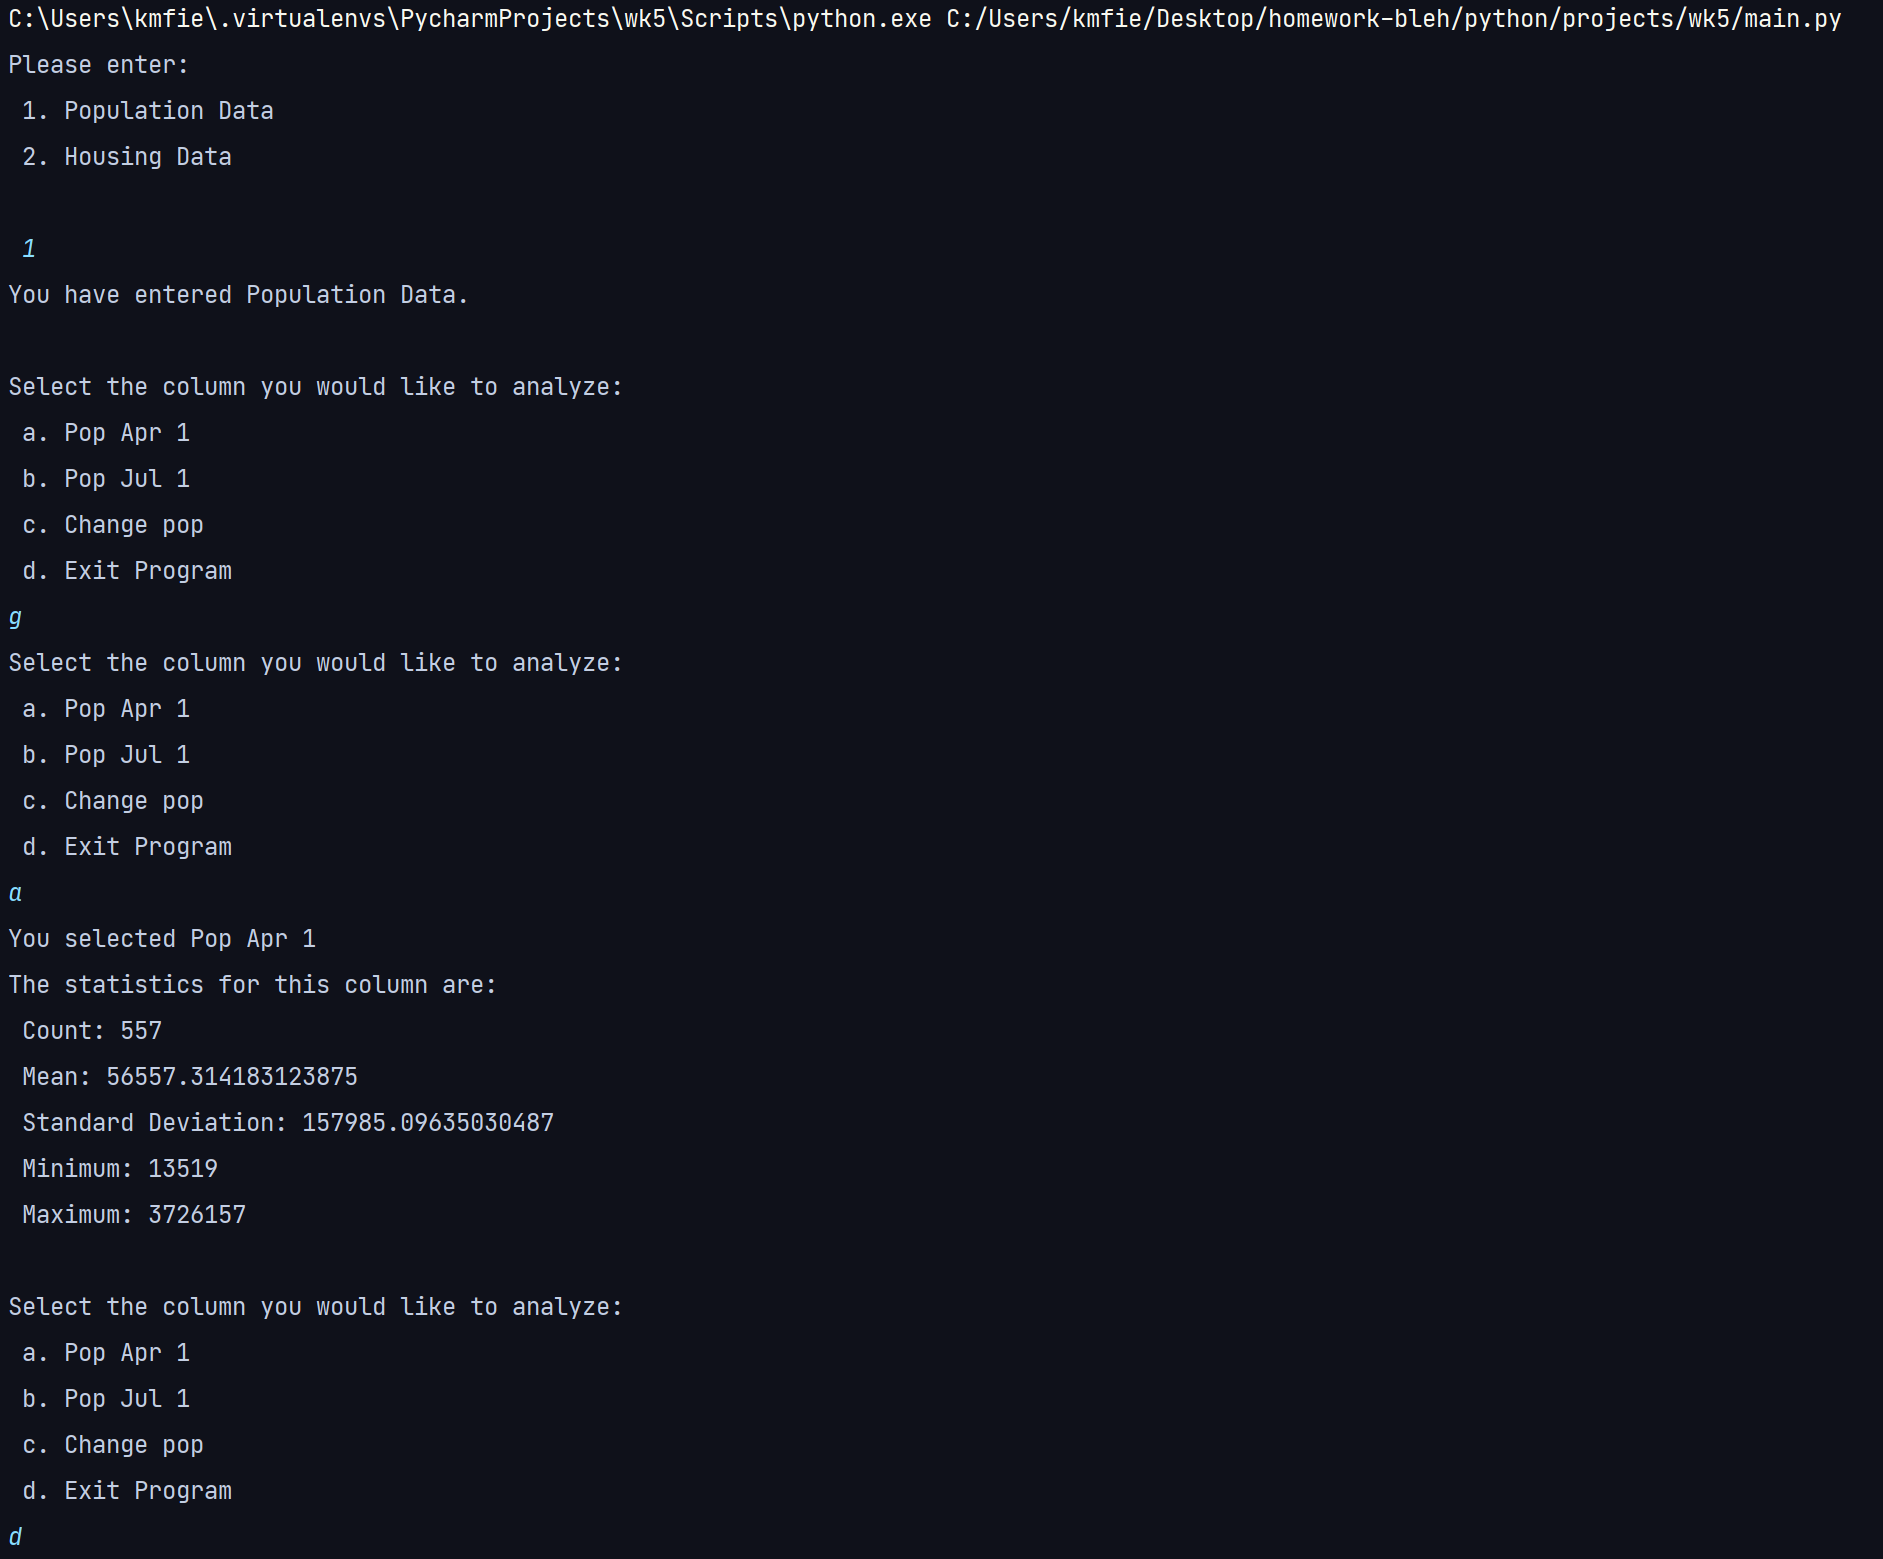 C:\Users\kmfie\.virtualenvs\PycharmProjects\wk5\Scripts\python.exe C:/Users/kmfie/Desktop/homework-bleh/python/projects/wk5/main.py
Please enter:
 1. Population Data
 2. Housing Data

 1
You have entered Population Data.

Select the column you would like to analyze:
 a. Pop Apr 1
 b. Pop Jul 1
 c. Change pop
 d. Exit Program
g
Select the column you would like to analyze:
 a. Pop Apr 1
 b. Pop Jul 1
 c. Change pop
 d. Exit Program
a
You selected Pop Apr 1
The statistics for this column are:
 Count: 557
 Mean: 56557.314183123875
 Standard Deviation: 157985.09635030487
 Minimum: 13519
 Maximum: 3726157

Select the column you would like to analyze:
 a. Pop Apr 1
 b. Pop Jul 1
 c. Change pop
 d. Exit Program
d